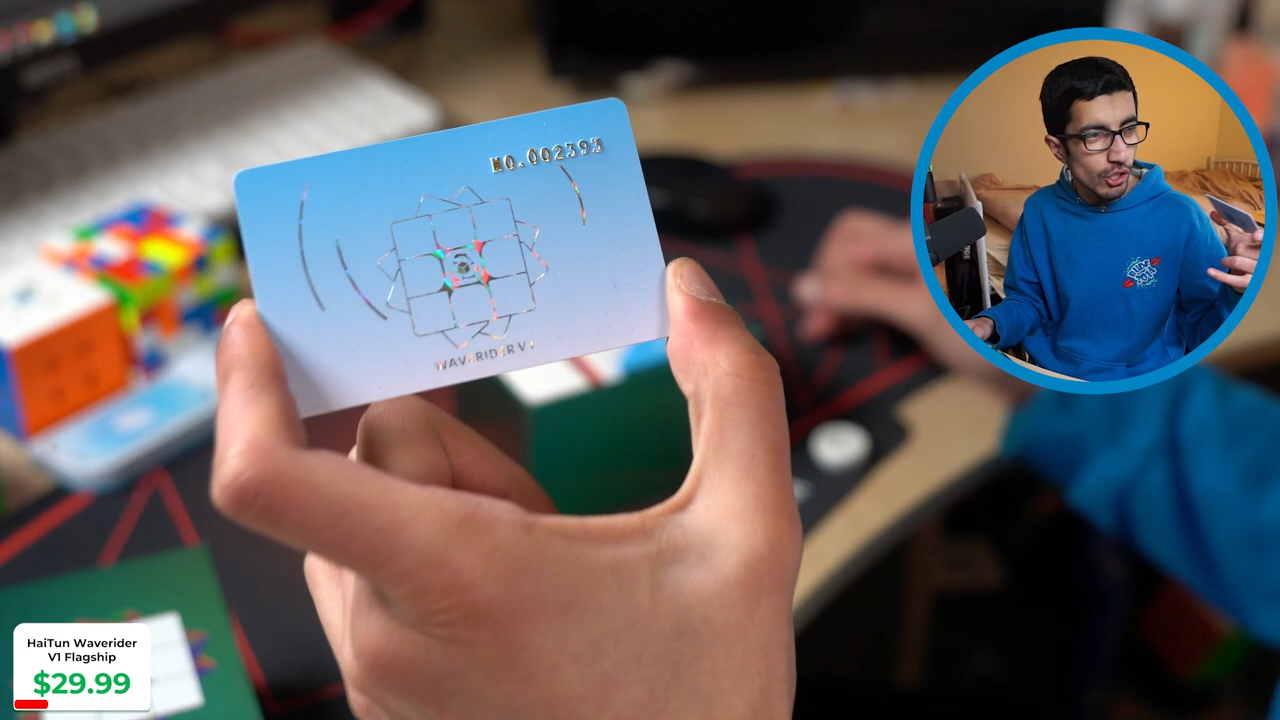 NO.002393
WAVERIDER V1
HaiTun Waverider
V1 Flagship
$29.99